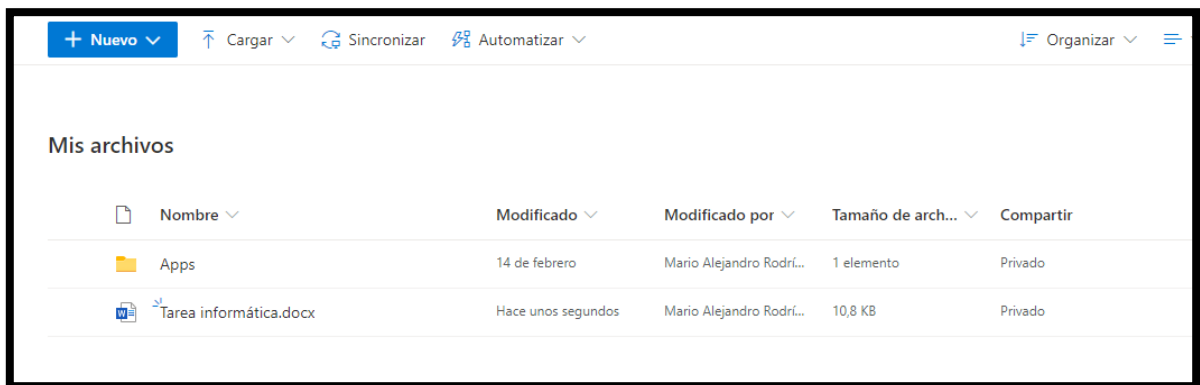 + Nuevo Cargar Sincronizar Automatizar Organizar
Mis archivos
Nombre Modificado Modificado por Tamaño de arch... Compartir
Apps 14 de febrero Mario Alejandro Rodrí... 1 elemento Privado
Tarea informática.docx Hace unos segundos Mario Alejandro Rodrí... 10,8 KB Privado